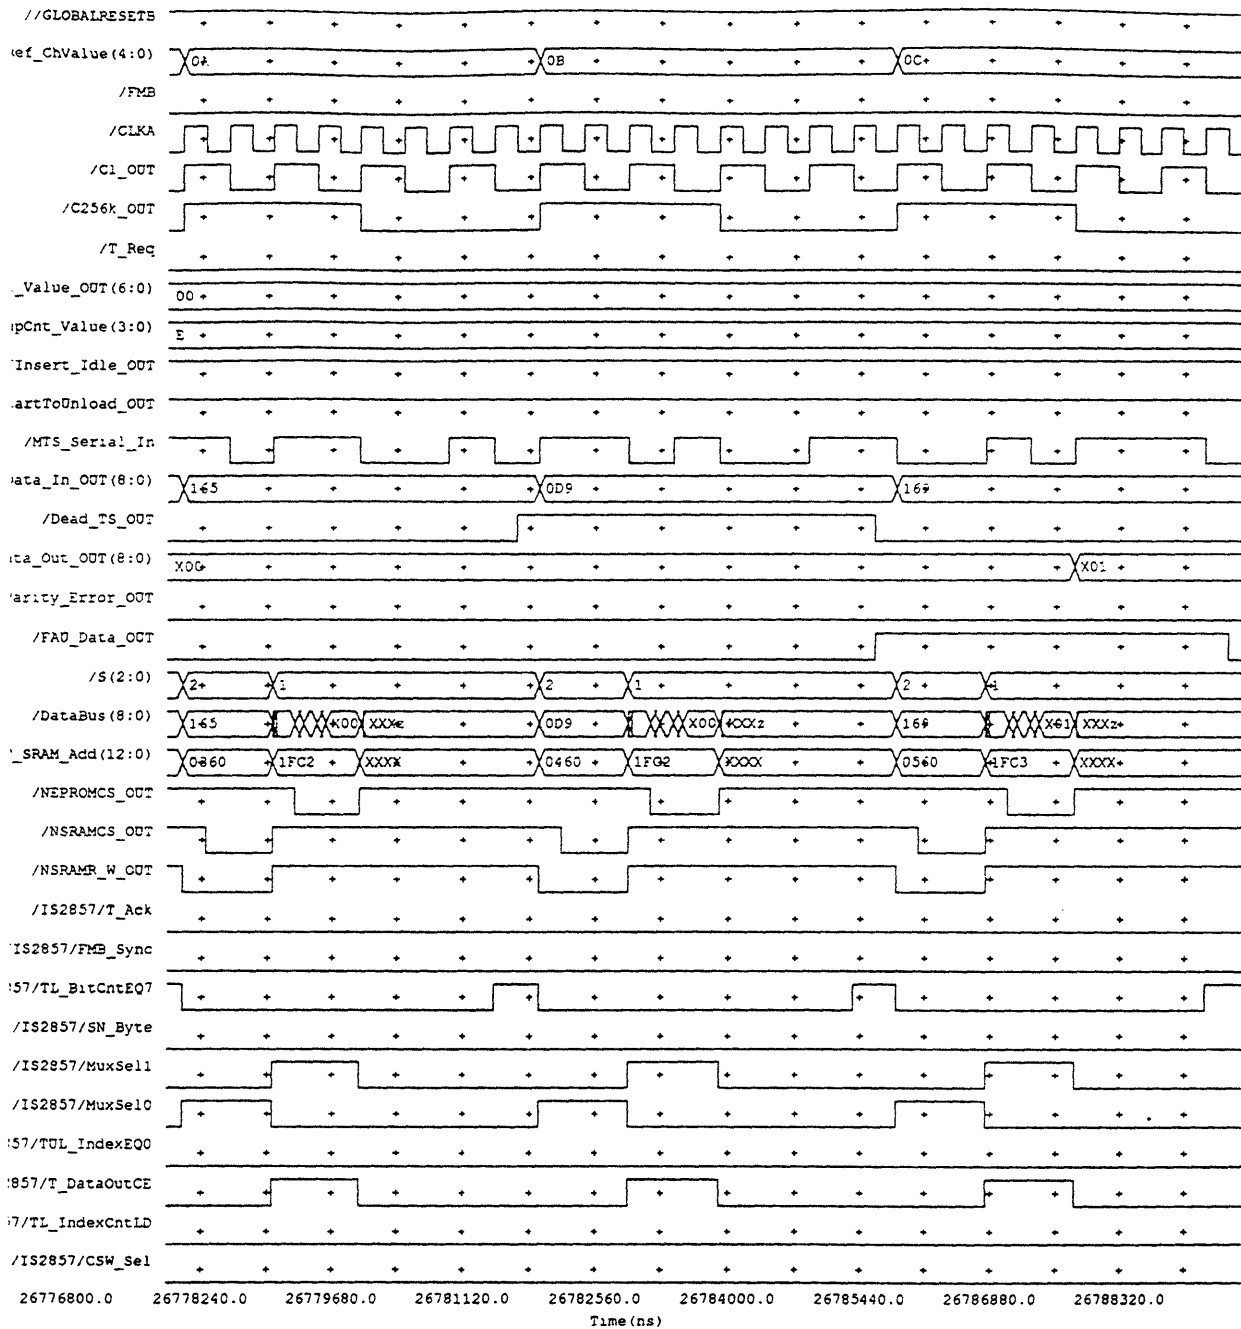 //GLOBALRESETB
ef_ChValue(4:0) 0A 0B 0C
/FMB
/CLKA
/C1_OUT
/C256k_OUT
/T_Req
_Value_OUT(6:0) 00
pCnt_Value(3:0) E
Insert_Idle_OUT
artToUnload_OUT
/MTS_Serial_In
ata_In_OUT(8:0) 165 0D9 169
/Dead_TS_OUT
ta_Out_OUT(8:0) X00 X01
arity_Error_OUT
/FAU_Data_OUT
/S(2:0) 2 1 2 1 2 1
/DataBus(8:0) 165 X00 XXXz 0D9 X00 XXXz 169 X01 XXXz
_SRAM_Add(12:0) 0360 1FC2 XXXX 0460 1FC2 XXXX 0560 1FC3 XXXX
/NEPROMCS_OUT
/NSRAMCS_OUT
/NSRAMR_W_OUT
/IS2857/T_Ack
IS2857/FMB_Sync
57/TL_BitCntEQ7
/IS2857/SN_Byte
/IS2857/MuxSel1
/IS2857/MuxSel0
57/TUL_IndexEQ0
857/T_DataOutCE
7/TL_IndexCntLD
/IS2857/CSW_Sel
26776800.0 26778240.0 26779680.0 26781120.0 26782560.0 26784000.0 26785440.0 26786880.0 26788320.0
Time(ns)